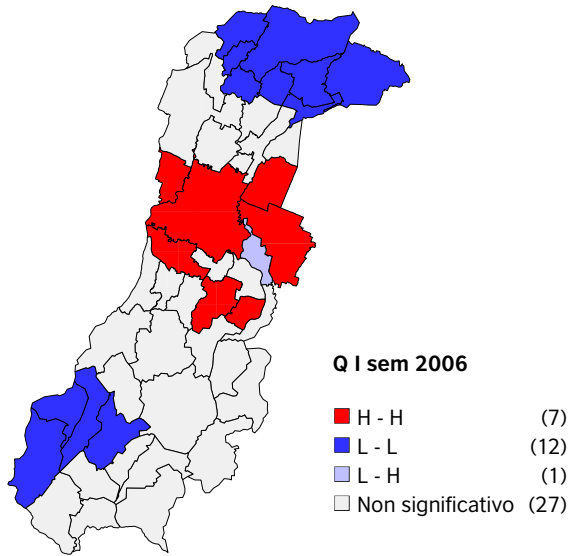 Q I sem 2006
H - H (7)
L - L (12)
L - H (1)
Non significativo (27)